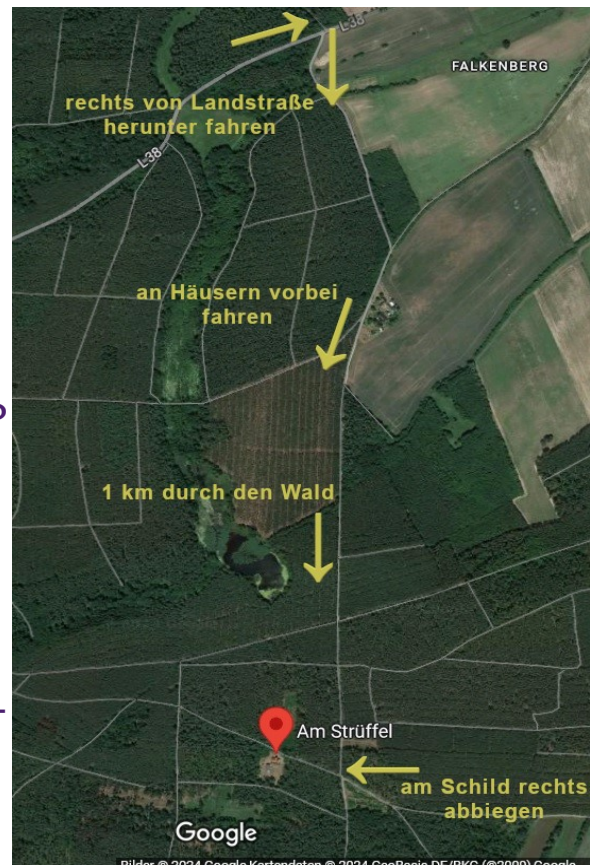 L38
FALKENBERG
rechts von Landstraße
herunter fahren
L38
an Häusern vorbei
fahren
1 km durch den Wald
Am Strüffel
am Schild rechts
abbiegen
Google